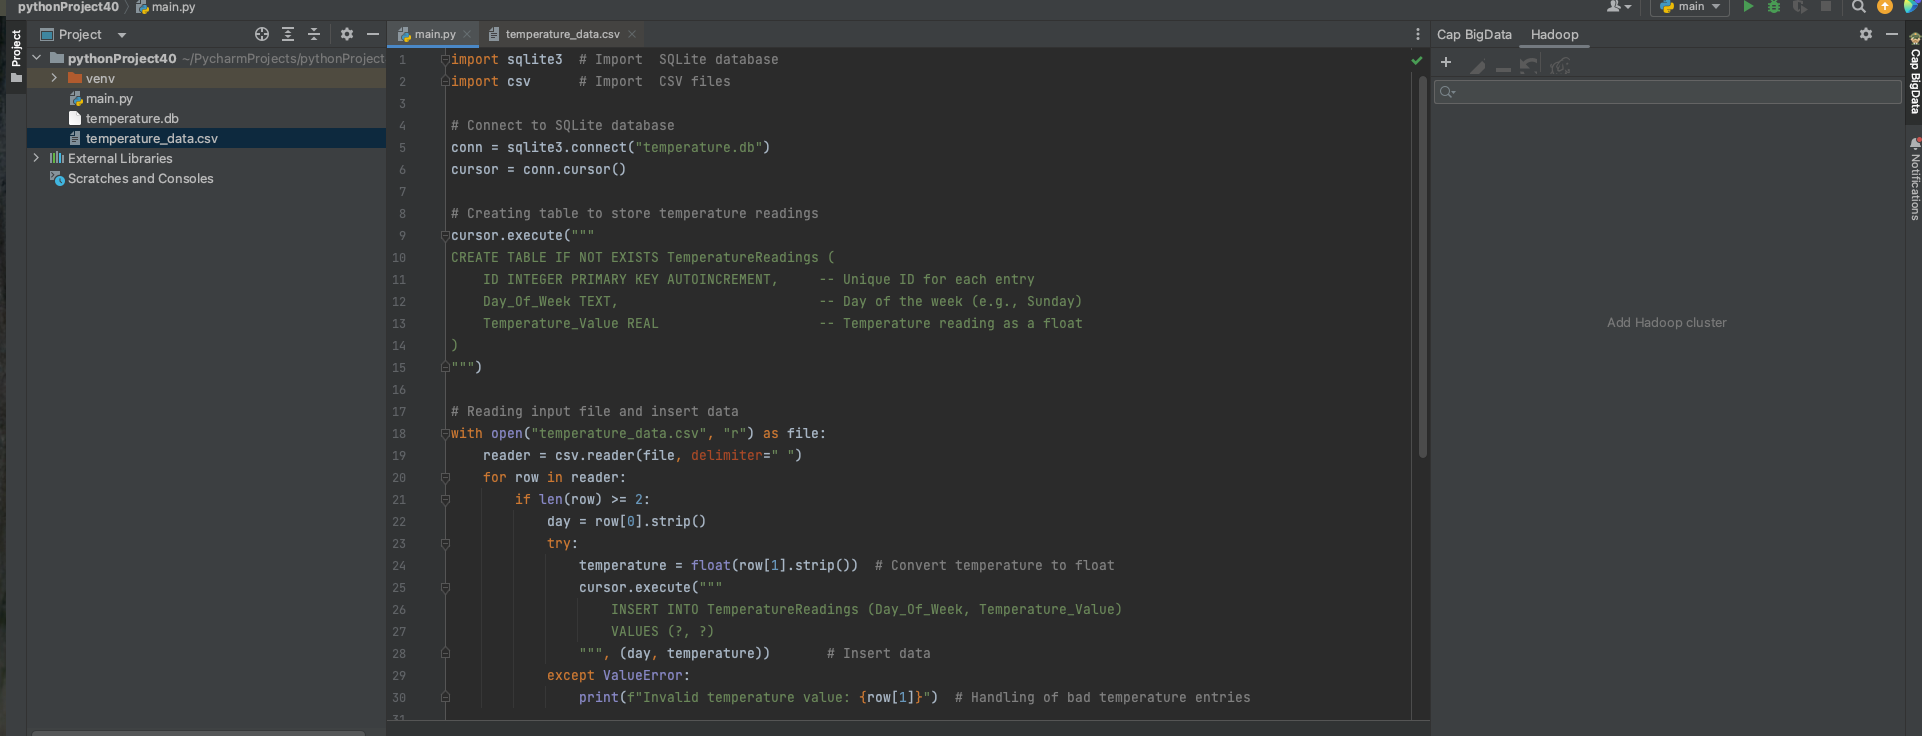 pythonProject40 main.py main
Project
Project
pythonProject40 ~/PycharmProjects/pythonProject
venv
main.py
temperature.db
temperature_data.csv
External Libraries
Scratches and Consoles
main.py temperature_data.csv
1 import sqlite3  # Import  SQLite database
2 import csv      # Import  CSV files
3
4 # Connect to SQLite database
5 conn = sqlite3.connect("temperature.db")
6 cursor = conn.cursor()
7
8 # Creating table to store temperature readings
9 cursor.execute("""
10 CREATE TABLE IF NOT EXISTS TemperatureReadings (
11     ID INTEGER PRIMARY KEY AUTOINCREMENT,     -- Unique ID for each entry
12     Day_Of_Week TEXT,                         -- Day of the week (e.g., Sunday)
13     Temperature_Value REAL                    -- Temperature reading as a float
14 )
15 """)
16
17 # Reading input file and insert data
18 with open("temperature_data.csv", "r") as file:
19     reader = csv.reader(file, delimiter=" ")
20     for row in reader:
21         if len(row) >= 2:
22             day = row[0].strip()
23             try:
24                 temperature = float(row[1].strip())  # Convert temperature to float
25                 cursor.execute("""
26                     INSERT INTO TemperatureReadings (Day_Of_Week, Temperature_Value)
27                     VALUES (?, ?)
28                 """, (day, temperature))       # Insert data
29             except ValueError:
30                 print(f"Invalid temperature value: {row[1]}")  # Handling of bad temperature entries
31
Cap BigData Hadoop
Add Hadoop cluster
Cap BigData
Notifications